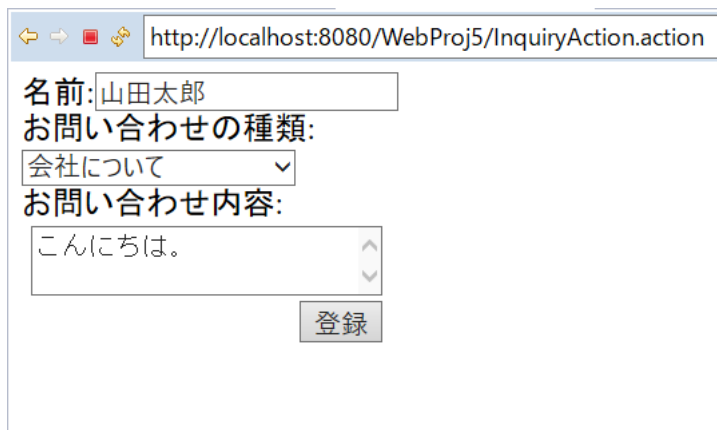 http://localhost:8080/WebProj5/InquiryAction.action
名前:山田太郎
お問い合わせの種類:
会社について
お問い合わせ内容:
こんにちは。
登録